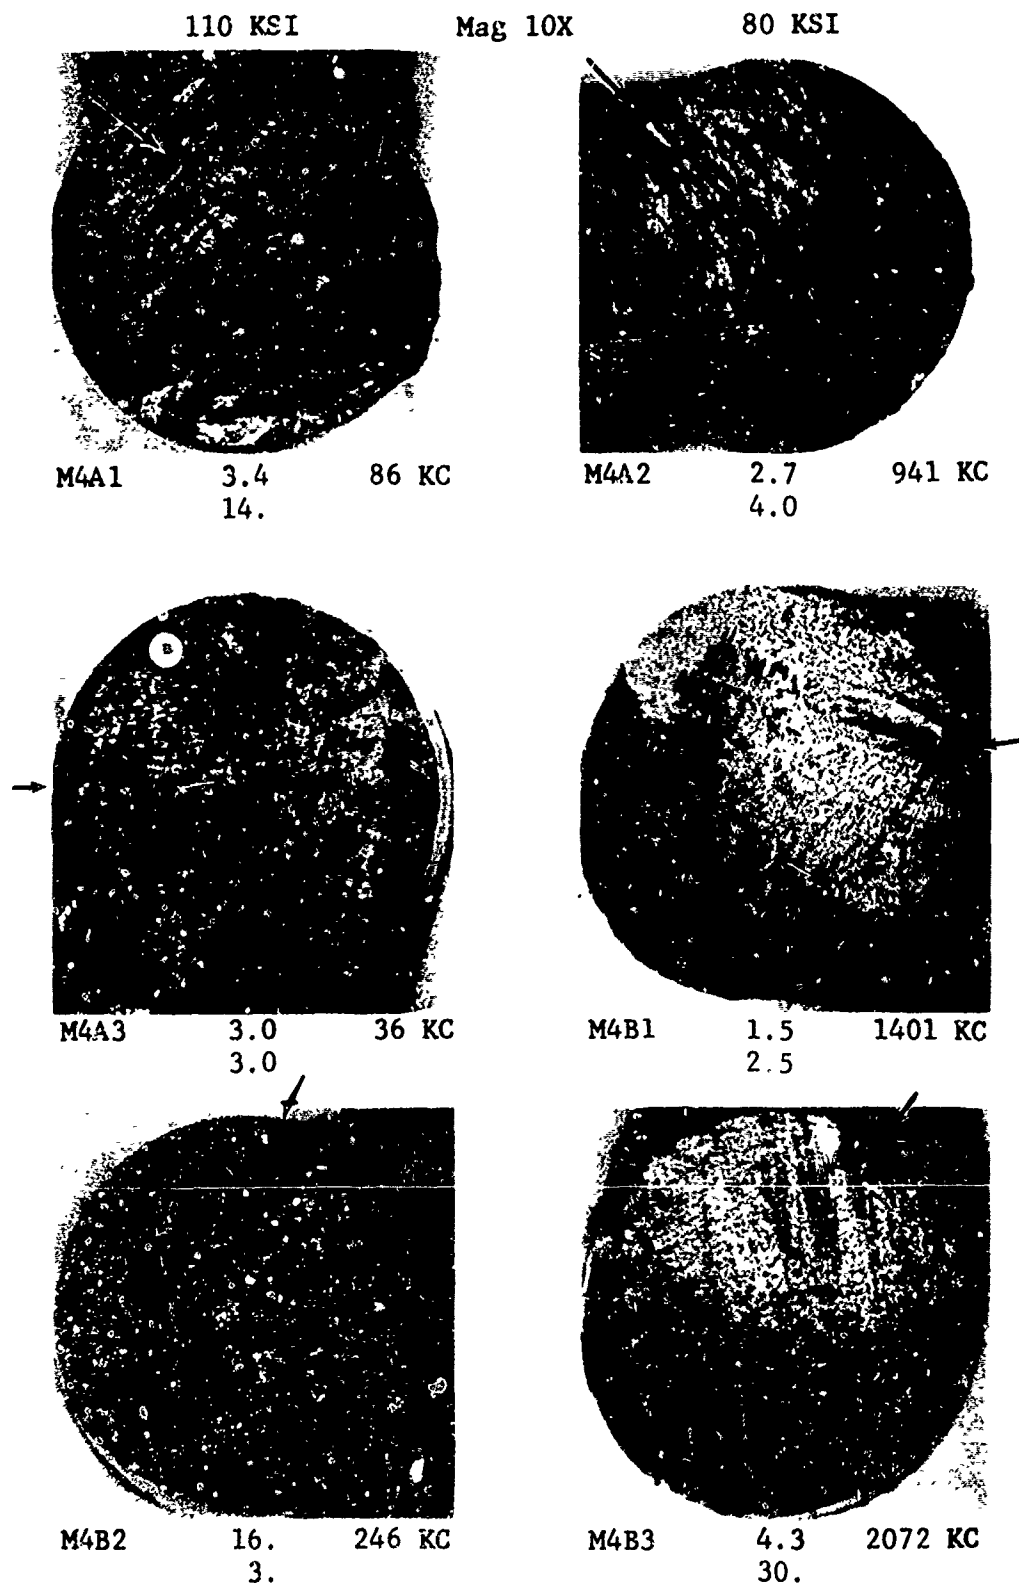 110 KSI Mag 10X 80 KSI
M4A1 3.4 86 KC
14.
M4A2 2.7 941 KC
4.0
M4A3 3.0 36 KC
3.0
M4B1 1.5 1401 KC
2.5
M4B2 16. 246 KC
3.
M4B3 4.3 2072 KC
30.